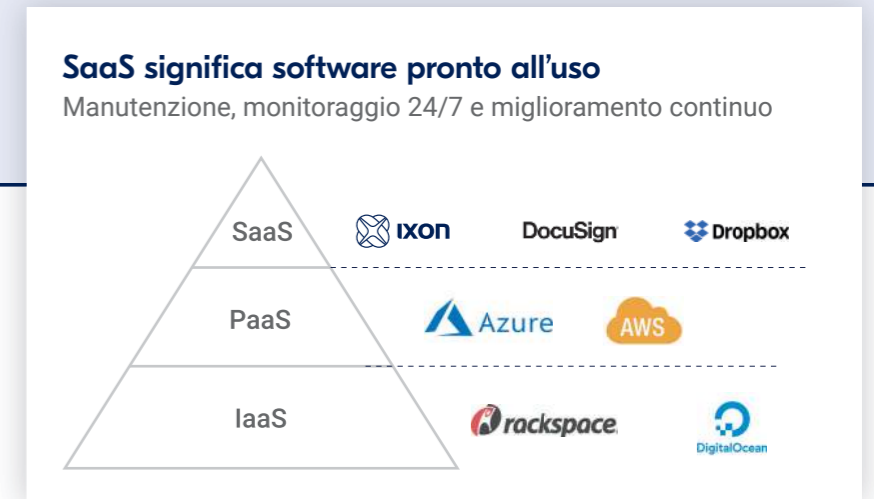 SaaS significa software pronto all'uso
Manutenzione, monitoraggio 24/7 e miglioramento continuo
SaaS IXON DocuSign Dropbox
PaaS Azure AWS
IaaS rackspace DigitalOcean